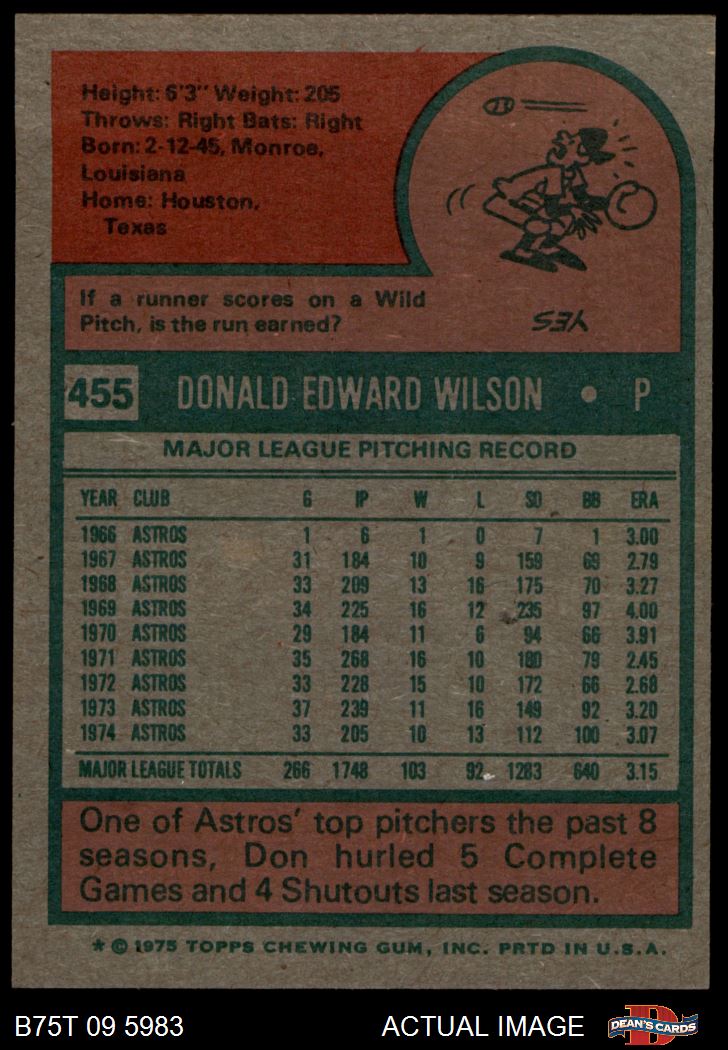 Height: 6'3" Weight: 205
Throws: Right Bats: Right
Born: 2-12-45, Monroe,
Louisiana
Home: Houston,
Texas
If a runner scores on a Wild
Pitch, is the run earned?
YES
455 DONALD EDWARD WILSON • P
MAJOR LEAGUE PITCHING RECORD
YEAR CLUB G IP W L SO BB ERA
1966 ASTROS 1 6 1 0 7 1 3.00
1967 ASTROS 31 184 10 9 159 69 2.79
1968 ASTROS 33 209 13 16 175 70 3.27
1969 ASTROS 34 225 16 12 235 97 4.00
1970 ASTROS 29 184 11 6 94 66 3.91
1971 ASTROS 35 268 16 10 180 79 2.45
1972 ASTROS 33 228 15 10 172 66 2.68
1973 ASTROS 37 239 11 16 149 92 3.20
1974 ASTROS 33 205 10 13 112 100 3.07
MAJOR LEAGUE TOTALS 266 1748 103 92 1283 640 3.15
One of Astros' top pitchers the past 8
seasons, Don hurled 5 Complete
Games and 4 Shutouts last season.
* © 1975 TOPPS CHEWING GUM, INC. PRTD IN U.S.A.
B75T 09 5983 ACTUAL IMAGE D DEAN'S CARDS